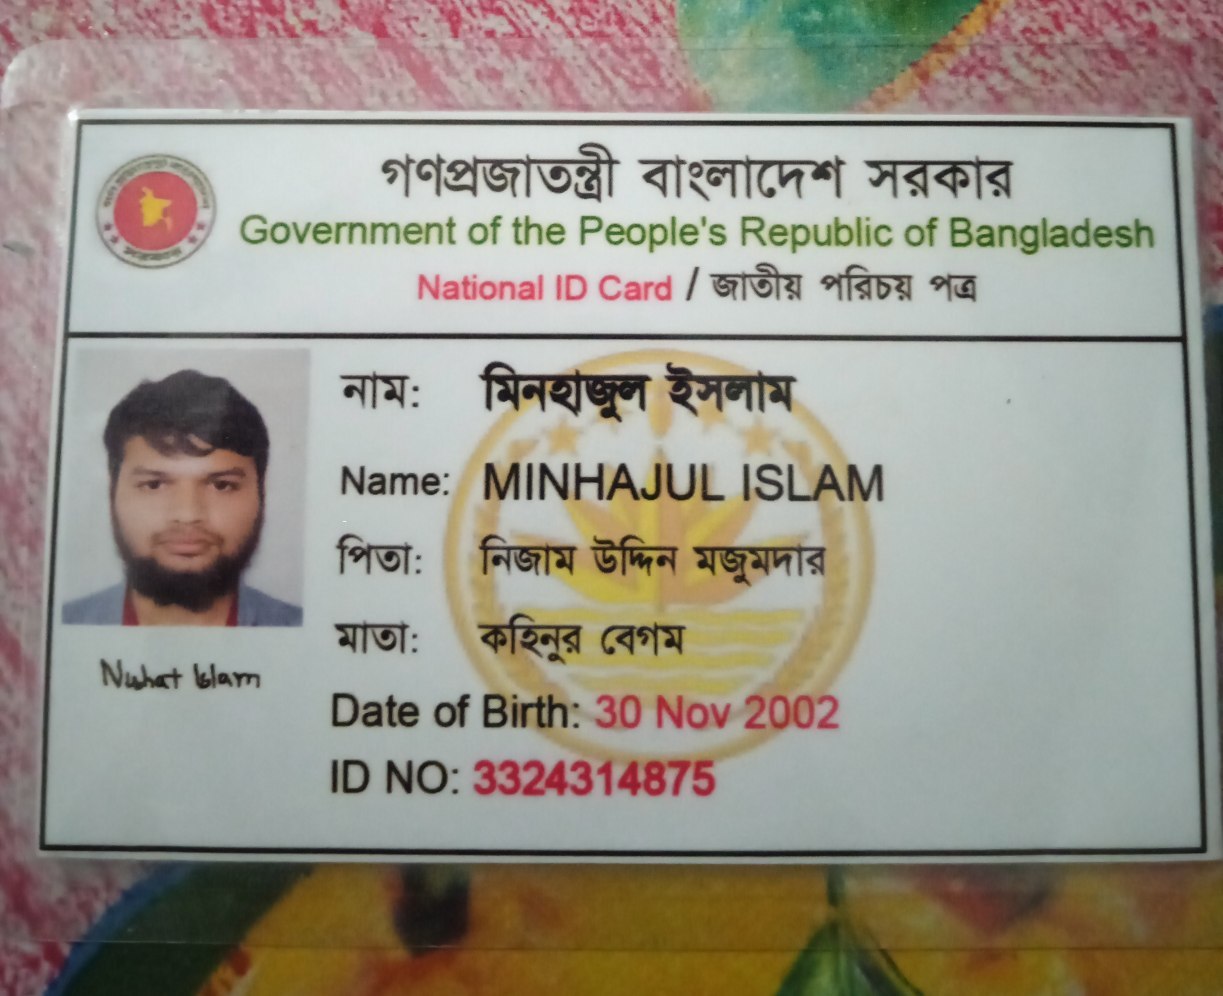 গণপ্রজাতন্ত্রী বাংলাদেশ সরকার
Government of the People's Republic of Bangladesh
National ID Card / জাতীয় পরিচয় পত্র
নাম: মিনহাজুল ইসলাম
Name: MINHAJUL ISLAM
পিতা: নিজাম উদ্দিন মজুমদার
মাতা: কহিনুর বেগম
Date of Birth: 30 Nov 2002
ID NO: 3324314875
Islam